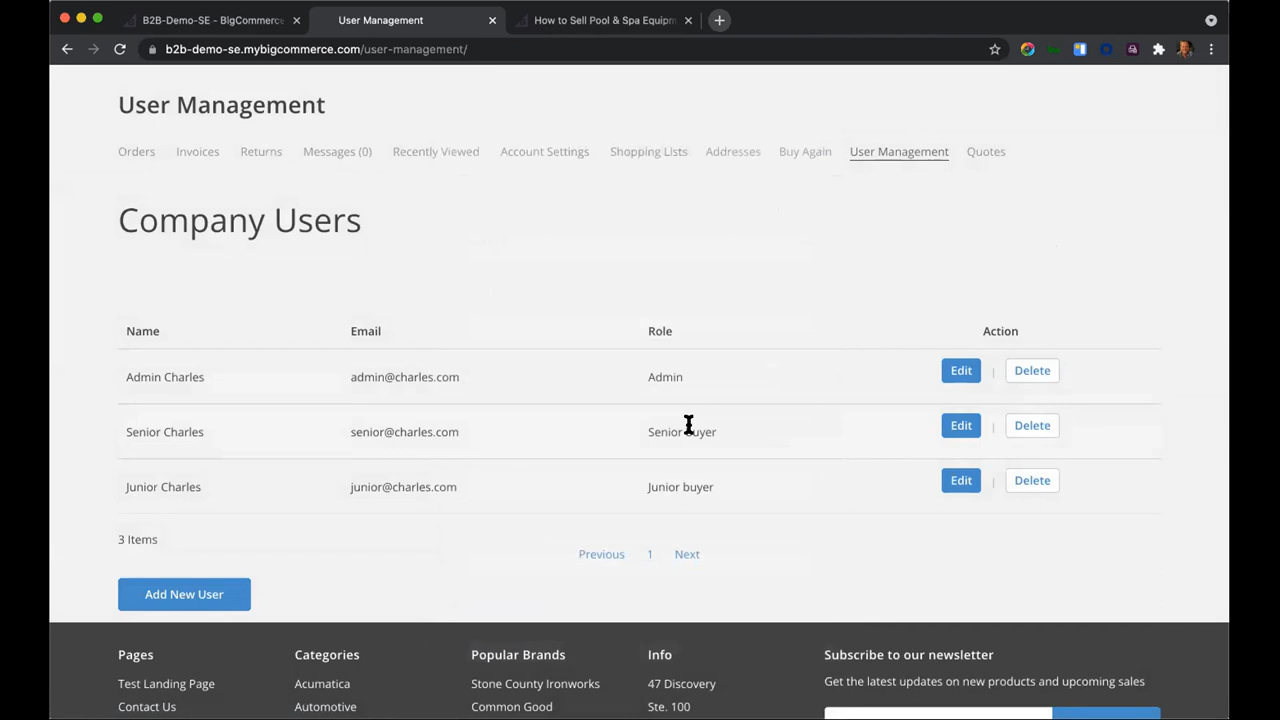 B2B-Demo-SE - BigCommerc
User Management
How to Sell Pool & Spa Equipm
b2b-demo-se.mybigcommerce.com/user-management/
User Management
Orders Invoices Returns Messages (0) Recently Viewed Account Settings Shopping Lists Addresses Buy Again User Management Quotes
Company Users
Name Email Role Action
Admin Charles admin@charles.com Admin Edit | Delete
Senior Charles senior@charles.com Senior buyer Edit | Delete
Junior Charles junior@charles.com Junior buyer Edit | Delete
3 Items
Previous 1 Next
Add New User
Pages Categories Popular Brands Info Subscribe to our newsletter
Test Landing Page Acumatica Stone County Ironworks 47 Discovery Get the latest updates on new products and upcoming sales
Contact Us Automotive Common Good Ste. 100